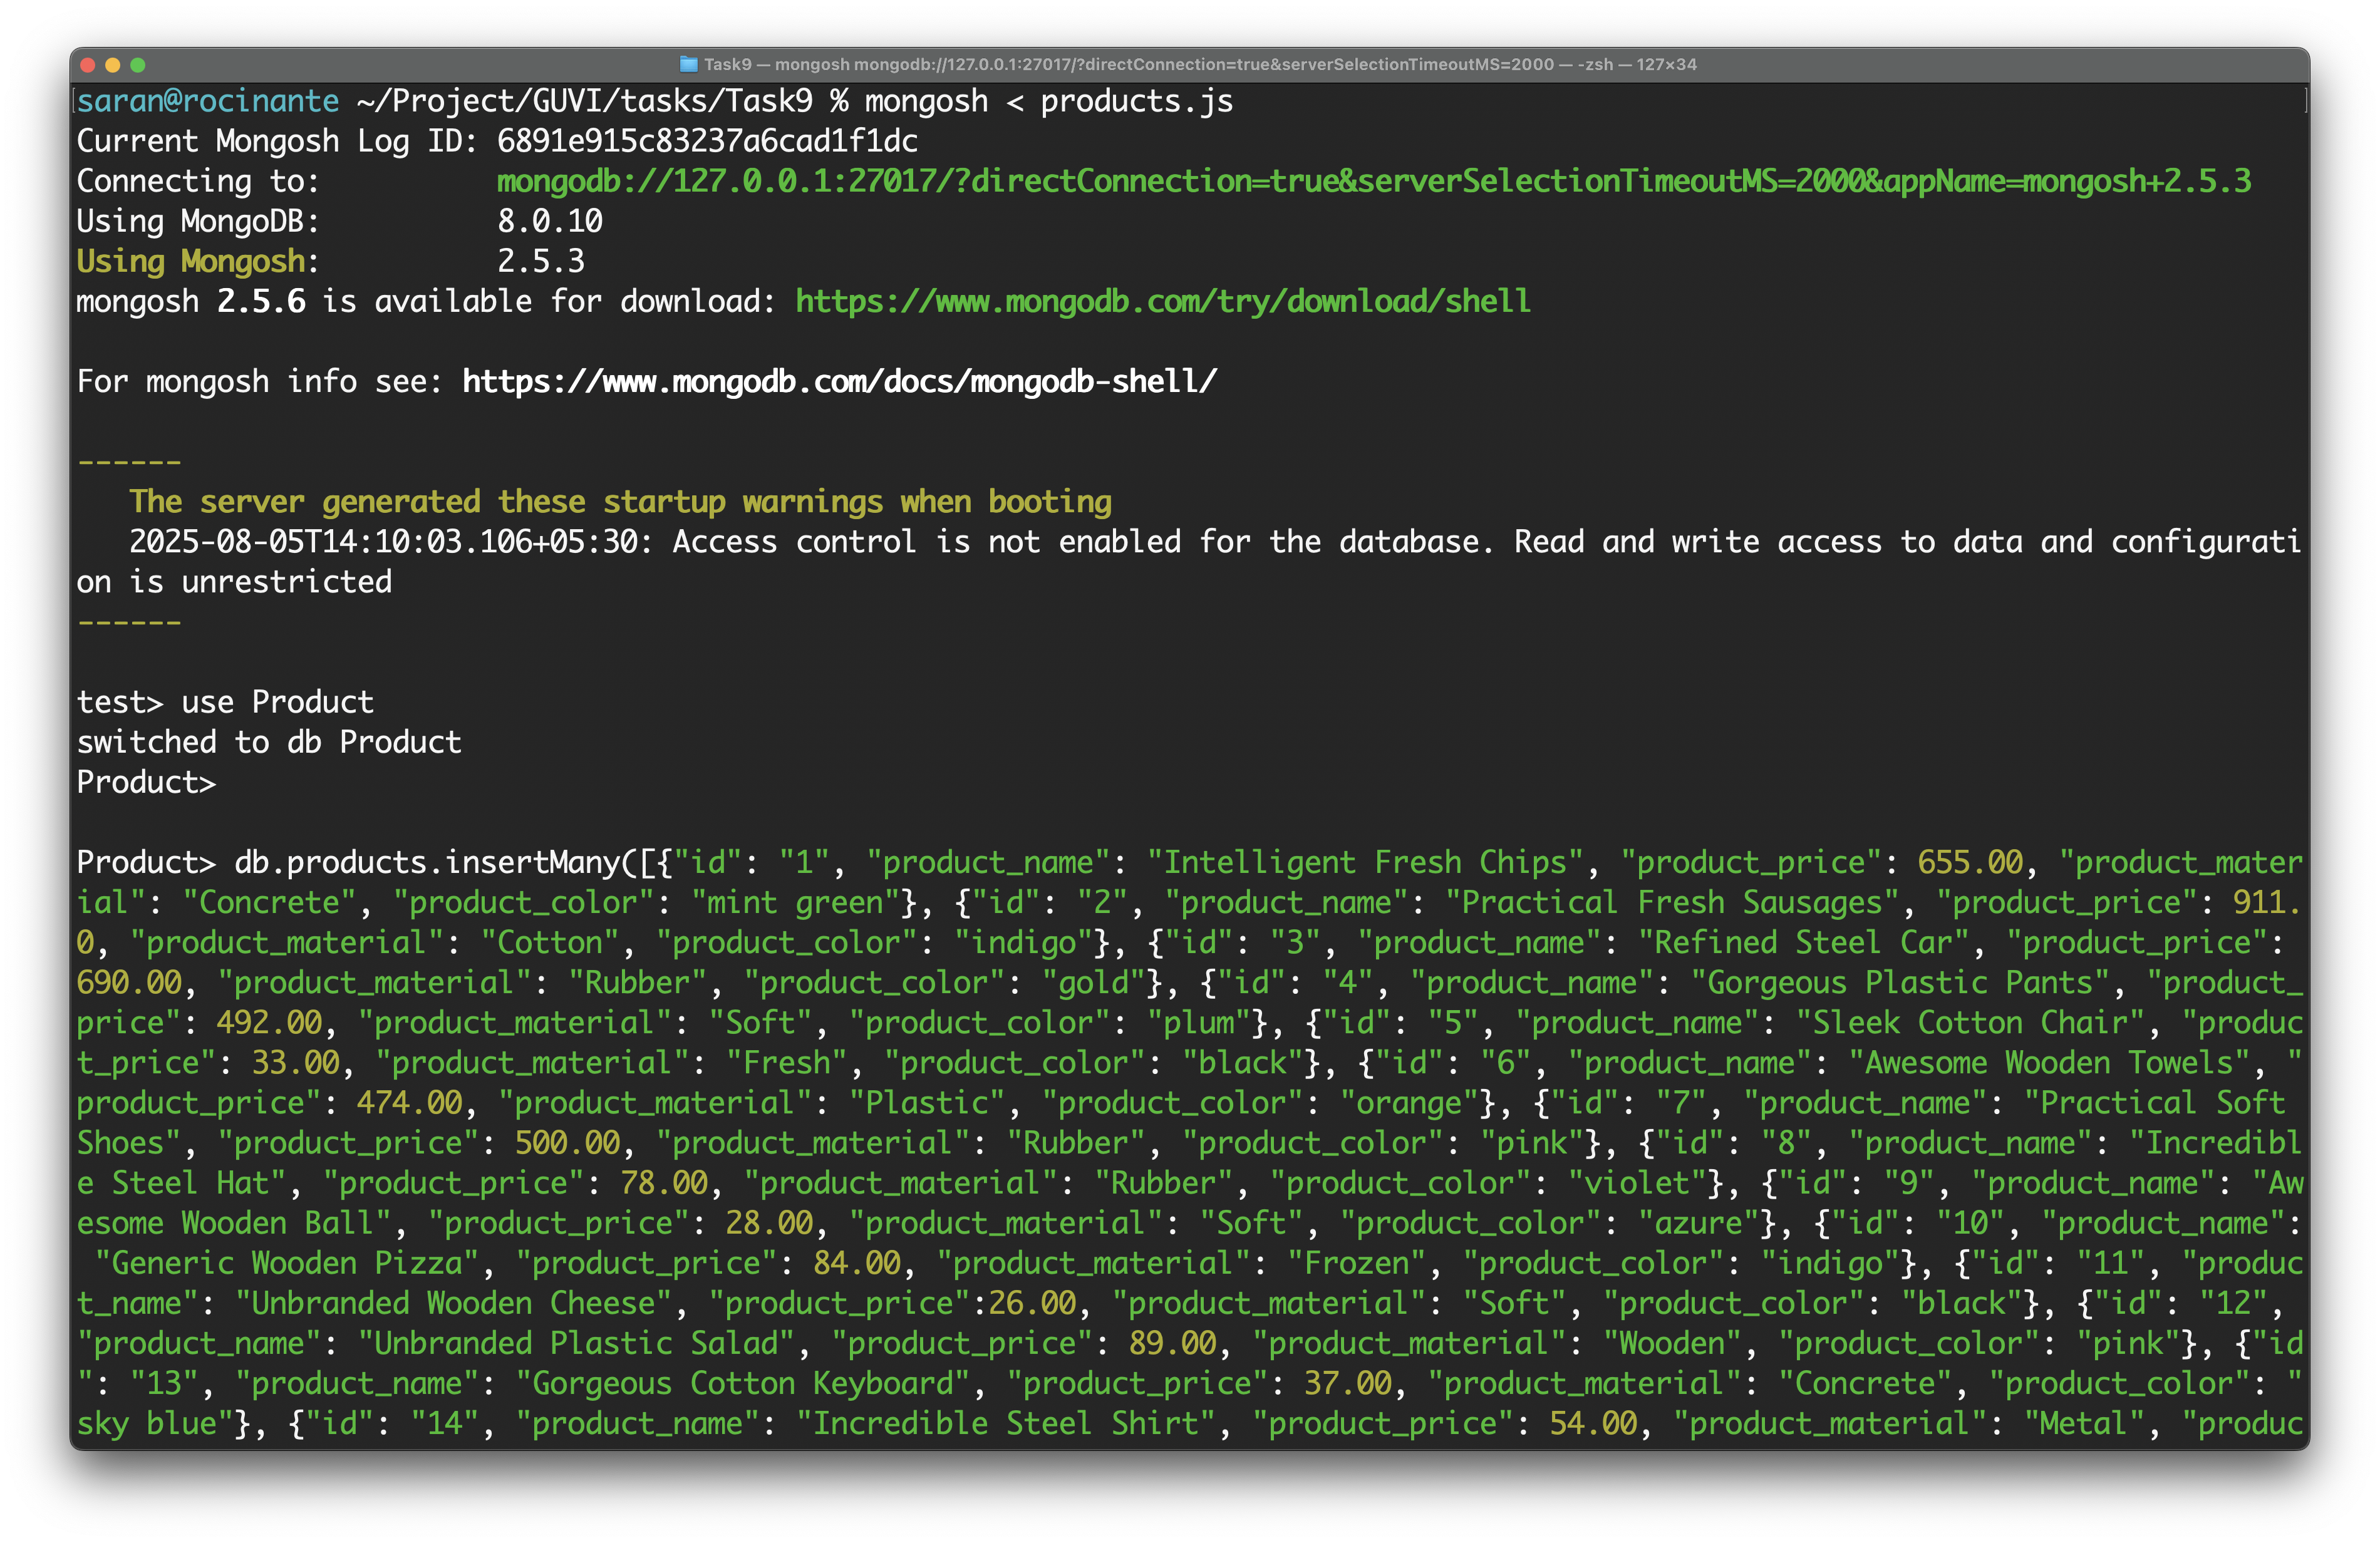 Task9 — mongosh mongodb://127.0.0.1:27017/?directConnection=true&serverSelectionTimeoutMS=2000 — -zsh — 127×34
saran@rocinante ~/Project/GUVI/tasks/Task9 % mongosh < products.js
Current Mongosh Log ID: 6891e915c83237a6cad1f1dc
Connecting to:          mongodb://127.0.0.1:27017/?directConnection=true&serverSelectionTimeoutMS=2000&appName=mongosh+2.5.3
Using MongoDB:          8.0.10
Using Mongosh:          2.5.3
mongosh 2.5.6 is available for download: https://www.mongodb.com/try/download/shell
For mongosh info see: https://www.mongodb.com/docs/mongodb-shell/
------
   The server generated these startup warnings when booting
   2025-08-05T14:10:03.106+05:30: Access control is not enabled for the database. Read and write access to data and configurati
on is unrestricted
------
test> use Product
switched to db Product
Product>
Product> db.products.insertMany([{"id": "1", "product_name": "Intelligent Fresh Chips", "product_price": 655.00, "product_mater
ial": "Concrete", "product_color": "mint green"}, {"id": "2", "product_name": "Practical Fresh Sausages", "product_price": 911.
0, "product_material": "Cotton", "product_color": "indigo"}, {"id": "3", "product_name": "Refined Steel Car", "product_price":
690.00, "product_material": "Rubber", "product_color": "gold"}, {"id": "4", "product_name": "Gorgeous Plastic Pants", "product_
price": 492.00, "product_material": "Soft", "product_color": "plum"}, {"id": "5", "product_name": "Sleek Cotton Chair", "produc
t_price": 33.00, "product_material": "Fresh", "product_color": "black"}, {"id": "6", "product_name": "Awesome Wooden Towels", "
product_price": 474.00, "product_material": "Plastic", "product_color": "orange"}, {"id": "7", "product_name": "Practical Soft
Shoes", "product_price": 500.00, "product_material": "Rubber", "product_color": "pink"}, {"id": "8", "product_name": "Incredibl
e Steel Hat", "product_price": 78.00, "product_material": "Rubber", "product_color": "violet"}, {"id": "9", "product_name": "Aw
esome Wooden Ball", "product_price": 28.00, "product_material": "Soft", "product_color": "azure"}, {"id": "10", "product_name":
 "Generic Wooden Pizza", "product_price": 84.00, "product_material": "Frozen", "product_color": "indigo"}, {"id": "11", "produc
t_name": "Unbranded Wooden Cheese", "product_price":26.00, "product_material": "Soft", "product_color": "black"}, {"id": "12",
"product_name": "Unbranded Plastic Salad", "product_price": 89.00, "product_material": "Wooden", "product_color": "pink"}, {"id
": "13", "product_name": "Gorgeous Cotton Keyboard", "product_price": 37.00, "product_material": "Concrete", "product_color": "
sky blue"}, {"id": "14", "product_name": "Incredible Steel Shirt", "product_price": 54.00, "product_material": "Metal", "produc